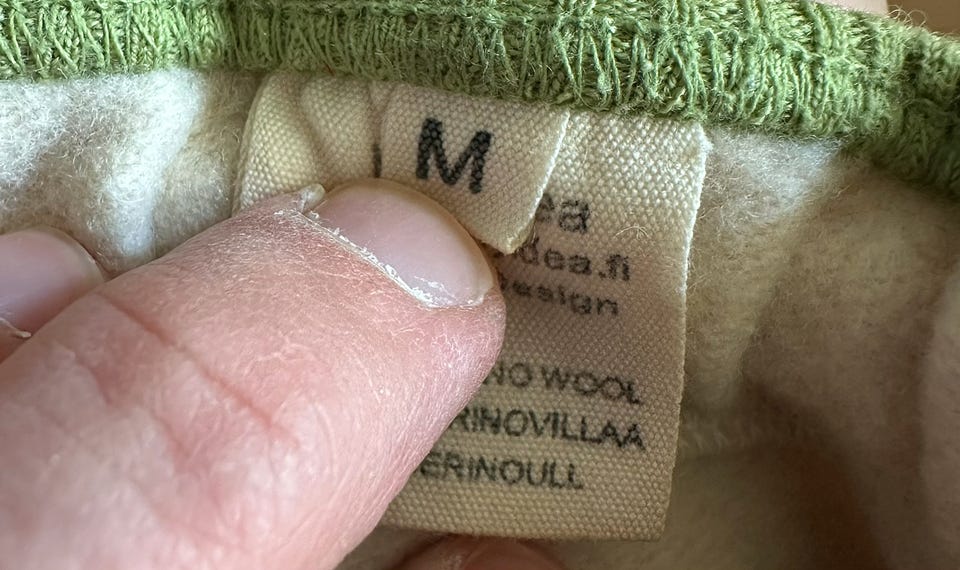 M
ea
dea.fi
esign
NO WOOL
RINOVILLAA
ERINOULL